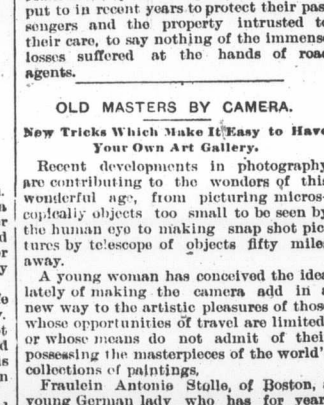 put to in recent years to protect their pas
sengers and the property intrusted to
their care, to say nothing of the immens
losses suffered at the hands of road
agents.
OLD MASTERS BY CAMERA.
New Tricks Which Make It Easy to Have
Your Own Art Gallery.
Recent developments in photography
are contributing to the wonders of this
wonderful age, from picturing micros-
copically objects too small to be seen by
the human eye to making snap shot pic
tures by telescope of objects fifty miles
away.
A young woman has conceived the idea
lately of making the camera add in a
new way to the artistic pleasures of those
whose opportunities of travel are limited
or whose means do not admit of their
possessing the masterpieces of the world'
collections of paintings,
Fraulein Antonie Stolle, of Boston, a
young German lady who has for year